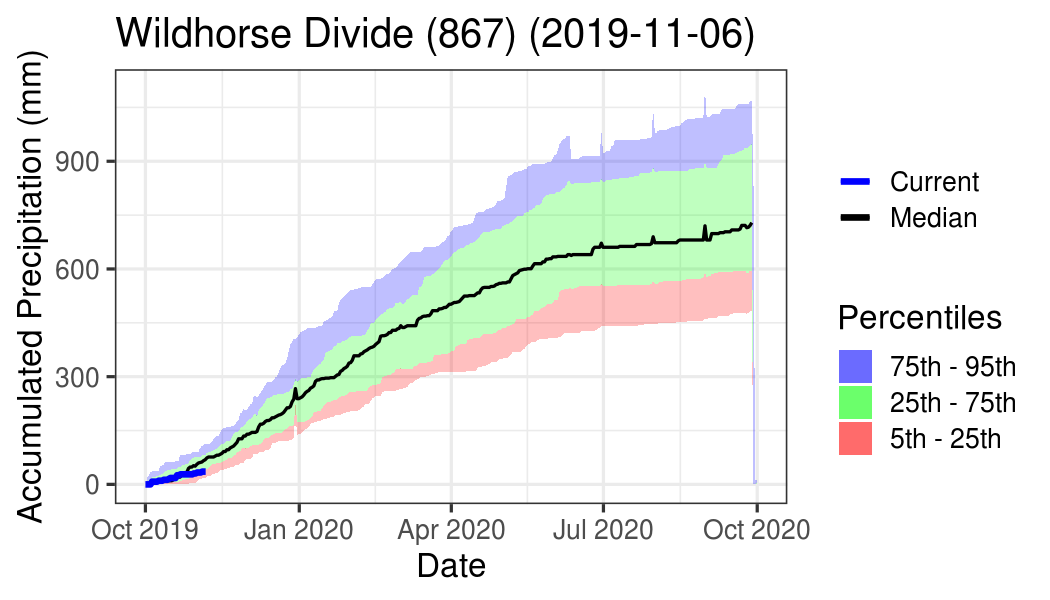 Wildhorse Divide (867) (2019-11-06)
Accumulated Precipitation (mm)
900
600
300
0
Oct 2019
Jan 2020
Apr 2020
Jul 2020
Oct 2020
Date
Current
Median
Percentiles
75th - 95th
25th - 75th
5th - 25th